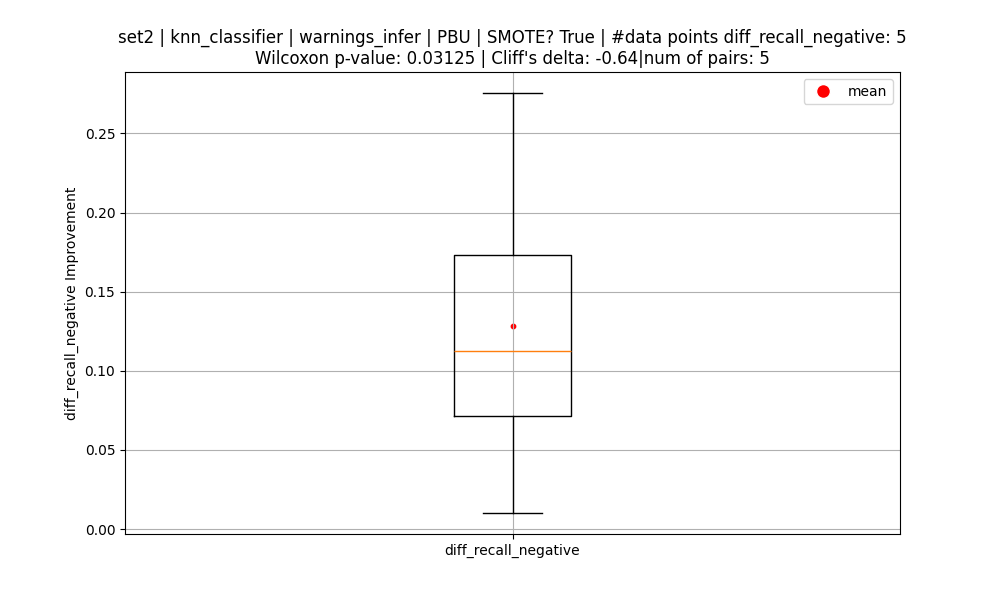 set2 | knn_classifier | warnings_infer | PBU | SMOTE? True | #data points diff_recall_negative: 5
Wilcoxon p-value: 0.03125 | Cliff's delta: -0.64|num of pairs: 5
mean
0.25
0.20
0.15
0.10
0.05
0.00
diff_recall_negative Improvement
diff_recall_negative